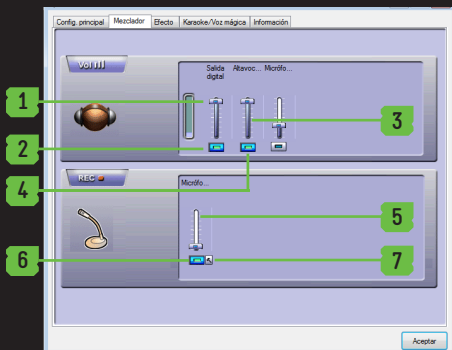 Config. principal Mezclador Efecto Karaoke/Voz mágica Información
Vol
Salida digital Altavoc... Micrófo...
1
2
3
4
REC
Micrófo...
5
6
7
Aceptar